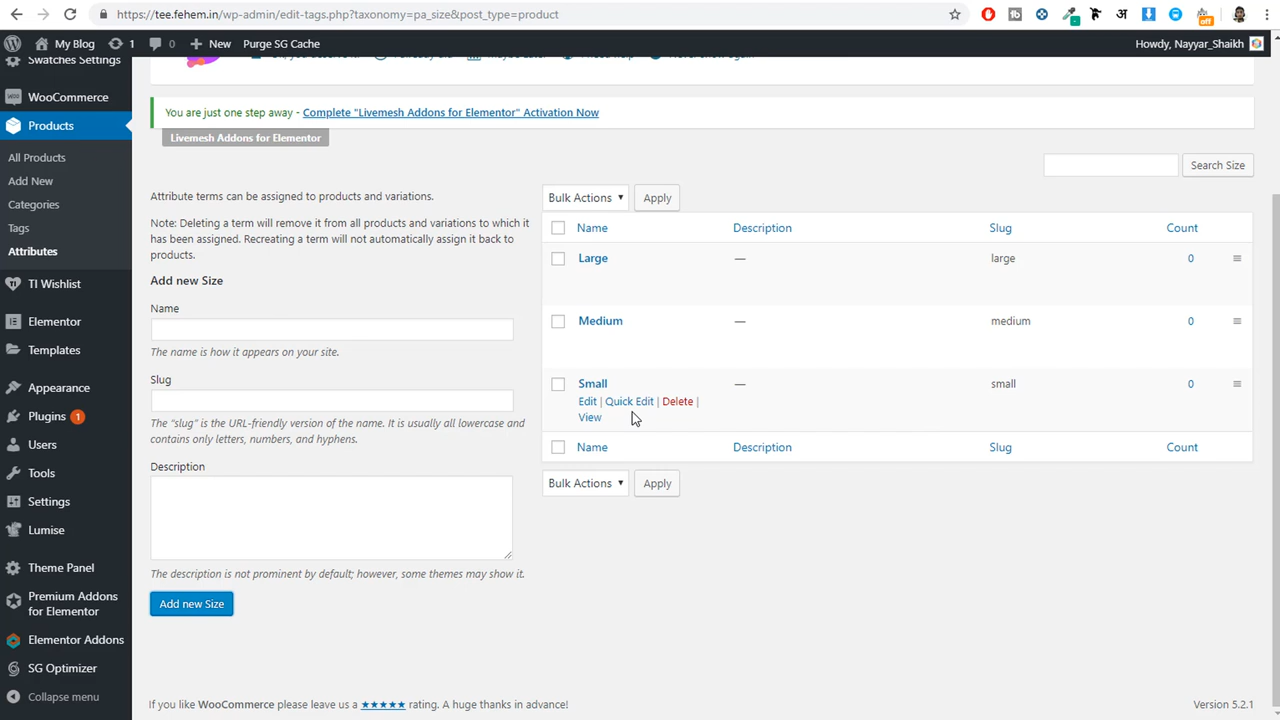 https://tee.fehem.in/wp-admin/edit-tags.php?taxonomy=pa_size&post_type=product
My Blog 1 0 New Purge SG Cache
Howdy, Nayyar_Shaikh
Swatches Settings
WooCommerce
Products
All Products
Add New
Categories
Tags
Attributes
TI Wishlist
Elementor
Templates
Appearance
Plugins 1
Users
Tools
Settings
Lumise
Theme Panel
Premium Addons
for Elementor
Elementor Addons
SG Optimizer
Collapse menu
You are just one step away - Complete "Livemesh Addons for Elementor" Activation Now
Livemesh Addons for Elementor
Search Size
Attribute terms can be assigned to products and variations.
Note: Deleting a term will remove it from all products and variations to which it
has been assigned. Recreating a term will not automatically assign it back to
products.
Add new Size
Name
The name is how it appears on your site.
Slug
The “slug” is the URL-friendly version of the name. It is usually all lowercase and
contains only letters, numbers, and hyphens.
Description
The description is not prominent by default; however, some themes may show it.
Add new Size
Bulk Actions Apply
Name Description Slug Count
Large — large 0
Medium — medium 0
Small — small 0
Edit | Quick Edit | Delete |
View
Name Description Slug Count
Bulk Actions Apply
If you like WooCommerce please leave us a ★★★★★ rating. A huge thanks in advance!
Version 5.2.1